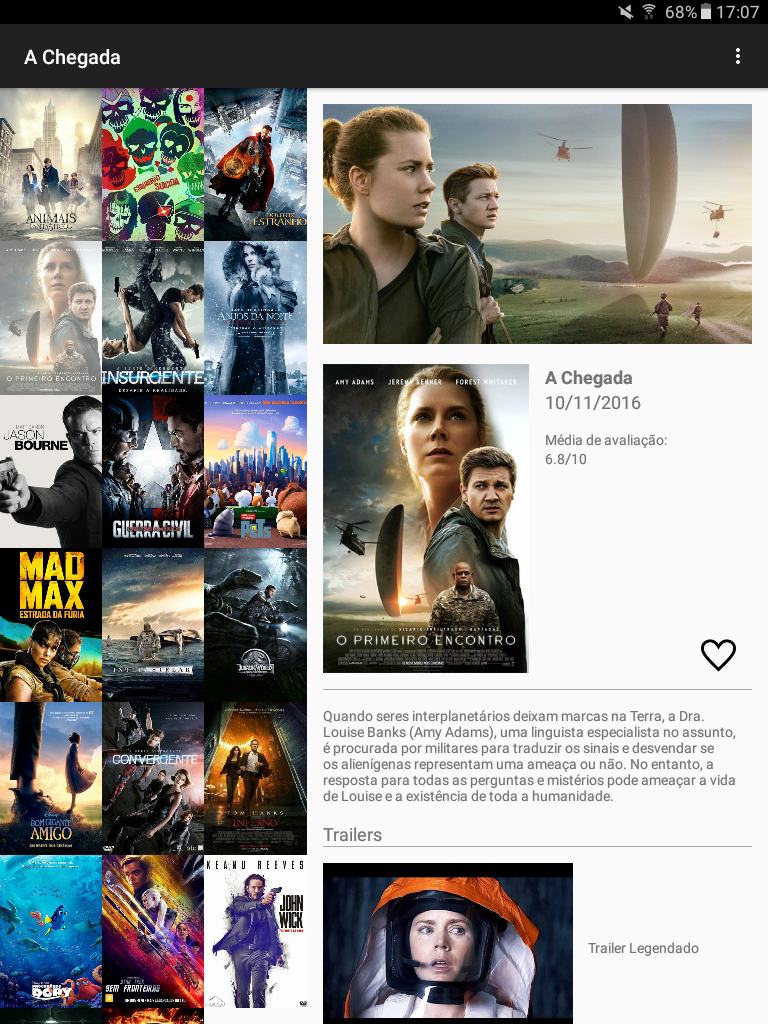 68% 17:07
A Chegada
ANIMAIS
FANTÁSTICOS
ESQUADRÃO
SUICIDA
DOUTOR
ESTRANHO
O PRIMEIRO ENCONTRO
INSURGENTE
DESAFIE A REALIDADE.
ANJOS DA NOITE
MATT DAMON
JASON
BOURNE
GUERRA CIVIL
PETS
MAD
MAX
ESTRADA DA FÚRIA
INTERESTELAR
JURASSIC WORLD
O BOM GIGANTE
AMIGO
CONVERGENTE
TOM HANKS
INFERNO
PROCURANDO
DORY
SEM FRONTEIRAS
KEANU REEVES
JOHN
WICK
AMY ADAMS JEREMY RENNER FOREST WHITAKER
O PRIMEIRO ENCONTRO
A Chegada
10/11/2016
Média de avaliação:
6.8/10
Quando seres interplanetários deixam marcas na Terra, a Dra.
Louise Banks (Amy Adams), uma linguista especialista no assunto,
é procurada por militares para traduzir os sinais e desvendar se
os alienígenas representam uma ameaça ou não. No entanto, a
resposta para todas as perguntas e mistérios pode ameaçar a vida
de Louise e a existência de toda a humanidade.
Trailers
Trailer Legendado